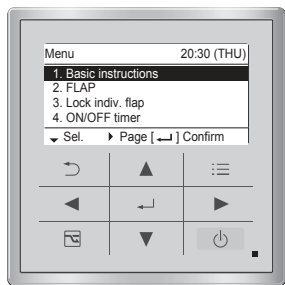 Menu 20:30 (THU)
1. Basic instructions
2. FLAP
3. Lock indiv. flap
4. ON/OFF timer
Sel. Page [ ↵ ] Confirm